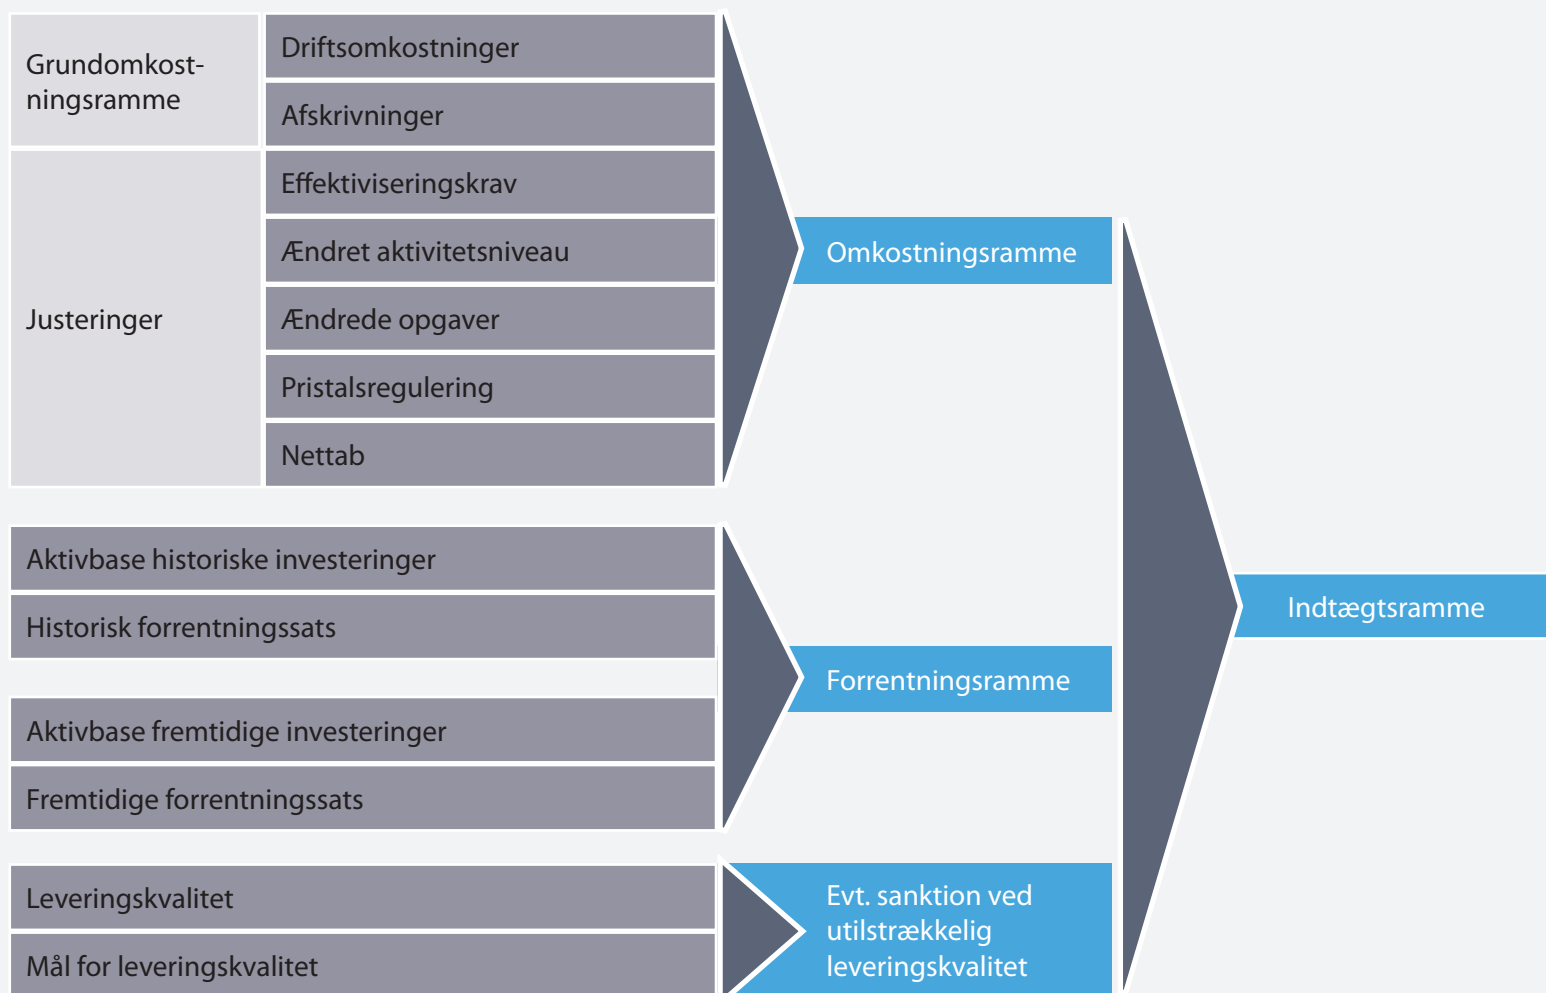 Grundomkost-
ningsramme
Driftsomkostninger
Afskrivninger
Justeringer
Effektiviseringskrav
Ændret aktivitetsniveau
Ændrede opgaver
Pristalsregulering
Nettab
Omkostningsramme
Aktivbase historiske investeringer
Historisk forrentningssats
Aktivbase fremtidige investeringer
Fremtidige forrentningssats
Forrentningsramme
Leveringskvalitet
Mål for leveringskvalitet
Evt. sanktion ved
utilstrækkelig
leveringskvalitet
Indtægtsramme